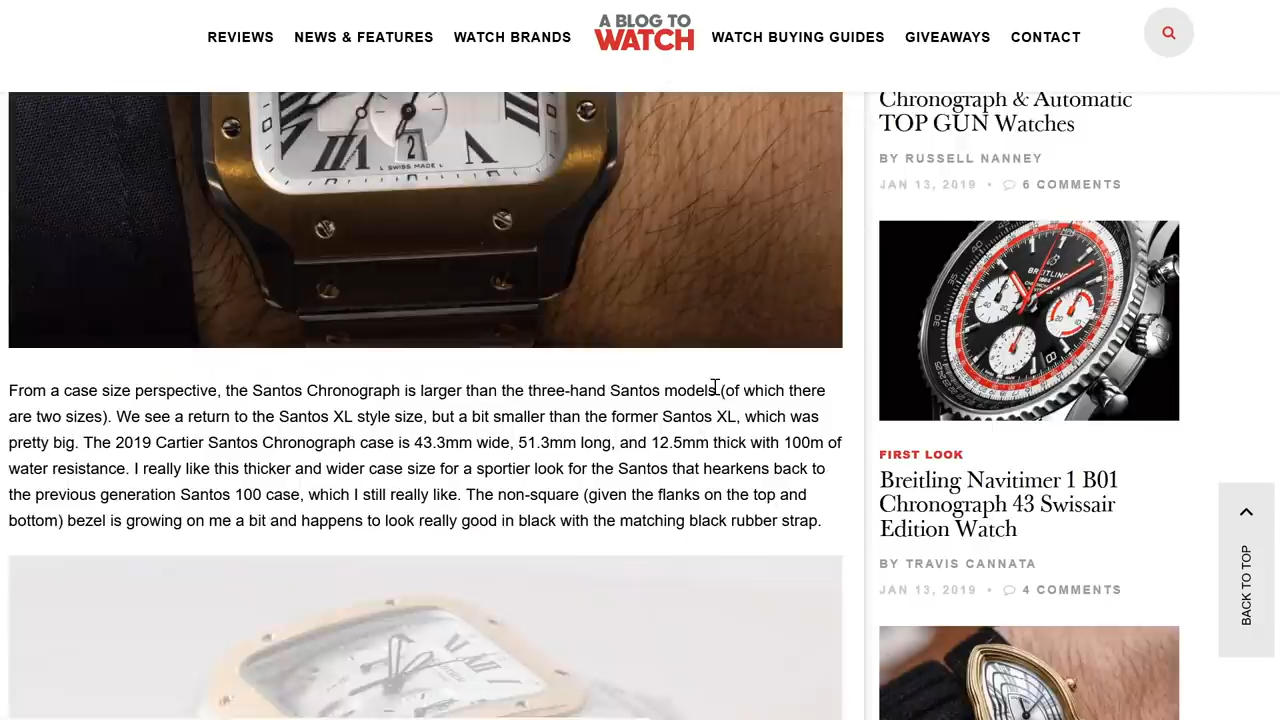 REVIEWS NEWS & FEATURES WATCH BRANDS A BLOG TO WATCH WATCH BUYING GUIDES GIVEAWAYS CONTACT
2
SWISS MADE
From a case size perspective, the Santos Chronograph is larger than the three-hand Santos models (of which there
are two sizes). We see a return to the Santos XL style size, but a bit smaller than the former Santos XL, which was
pretty big. The 2019 Cartier Santos Chronograph case is 43.3mm wide, 51.3mm long, and 12.5mm thick with 100m of
water resistance. I really like this thicker and wider case size for a sportier look for the Santos that hearkens back to
the previous generation Santos 100 case, which I still really like. The non-square (given the flanks on the top and
bottom) bezel is growing on me a bit and happens to look really good in black with the matching black rubber strap.
Chronograph & Automatic
TOP GUN Watches
BY RUSSELL NANNEY
JAN 13, 2019 • 6 COMMENTS
BREITLING
FIRST LOOK
Breitling Navitimer 1 B01
Chronograph 43 Swissair
Edition Watch
BY TRAVIS CANNATA
JAN 13, 2019 • 4 COMMENTS
BACK TO TOP